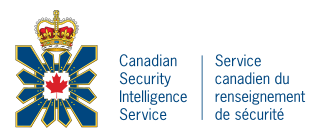 Canadian
Security
Intelligence
Service
Service
canadien du
renseignement
de sécurité